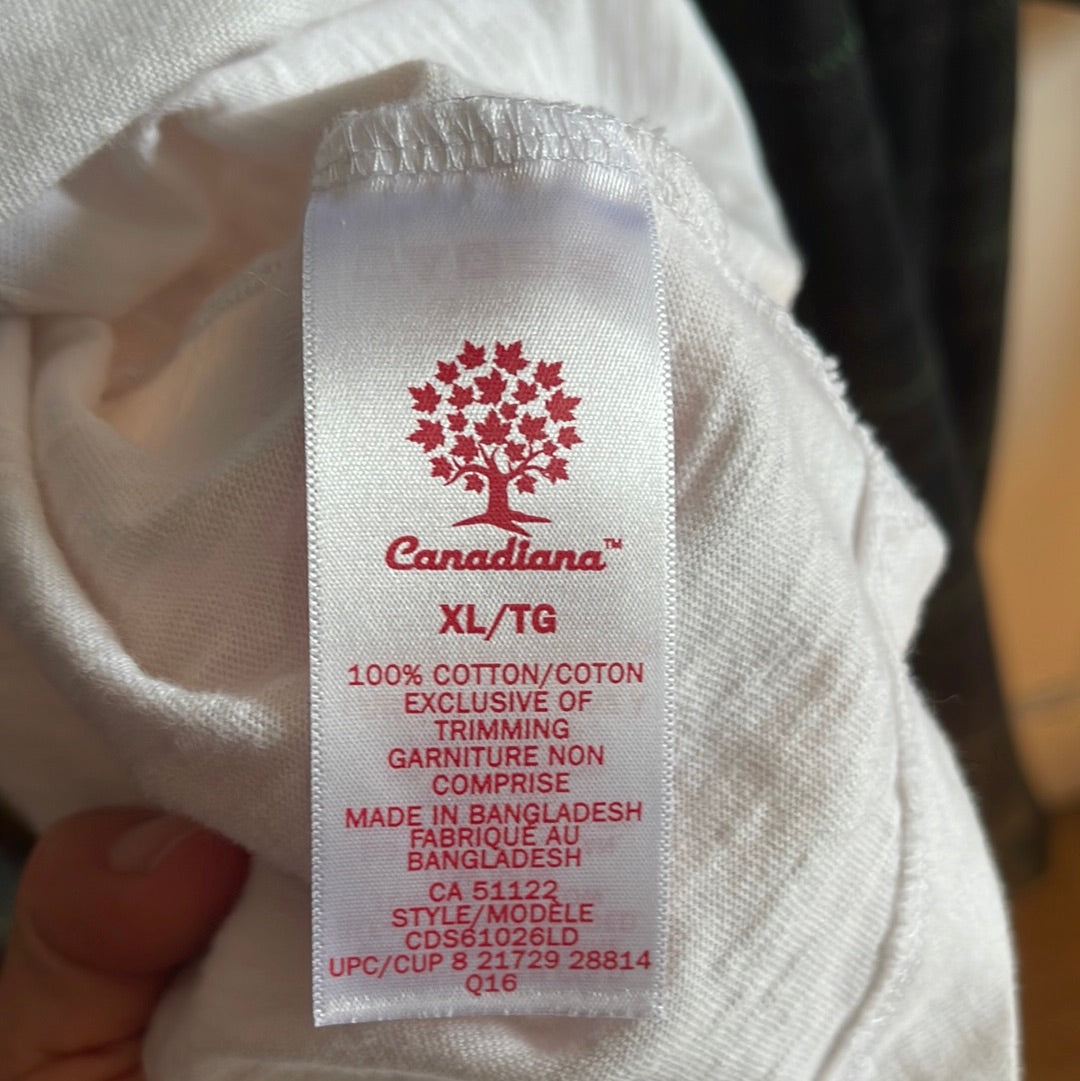 Canadiana™
XL/TG
100% COTTON/COTON
EXCLUSIVE OF
TRIMMING
GARNITURE NON
COMPRISE
MADE IN BANGLADESH
FABRIQUÉ AU
BANGLADESH
CA 51122
STYLE/MODÈLE
CDS61026LD
UPC/CUP 8 21729 28814
Q16